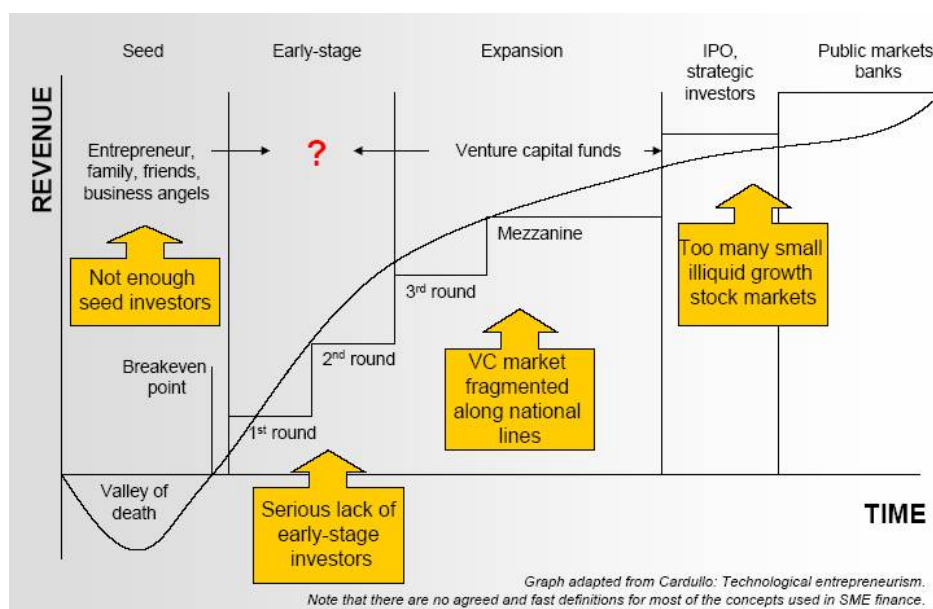 Seed
Early-stage
Expansion
IPO,
strategic
investors
Public markets
banks
REVENUE
Entrepreneur,
family, friends,
business angels
?
Venture capital funds
Not enough
seed investors
Mezzanine
Too many small
illiquid growth
stock markets
3rd round
2nd round
Breakeven
point
VC market
fragmented
along national
lines
1st round
Valley of
death
Serious lack of
early-stage
investors
TIME
Graph adapted from Cardullo: Technological entrepreneurism.
Note that there are no agreed and fast definitions for most of the concepts used in SME finance.